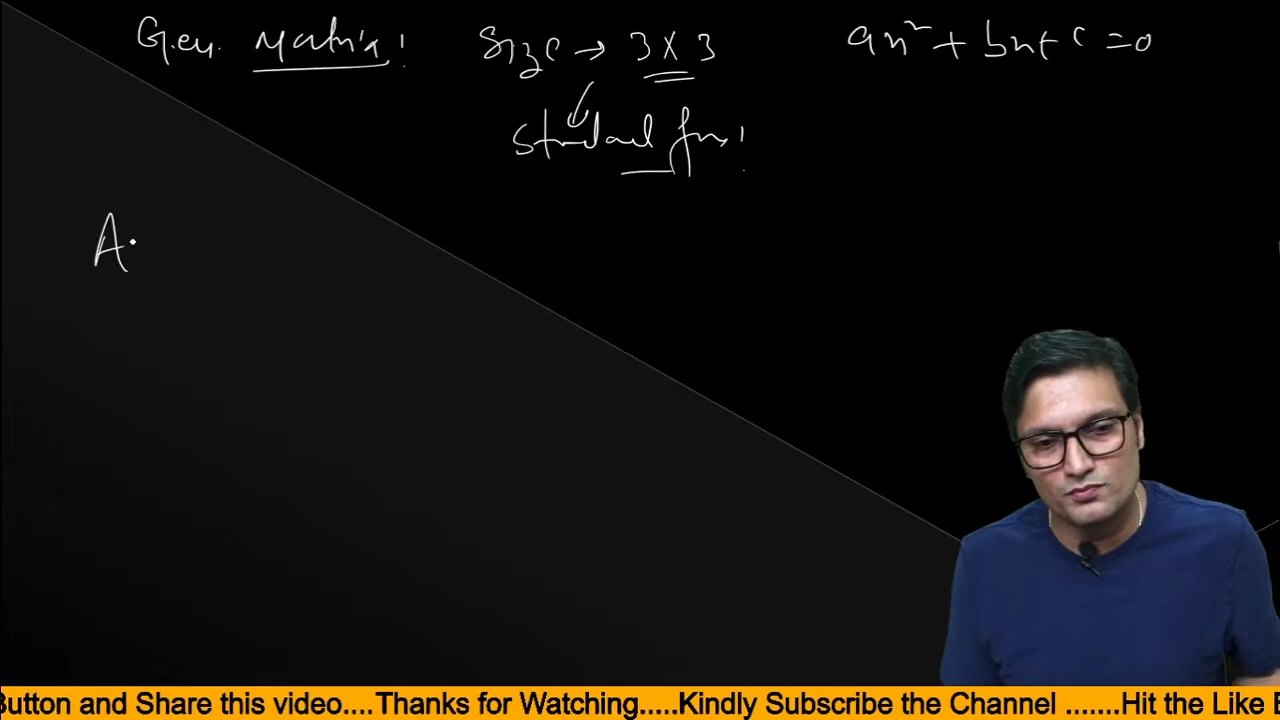 Gen. Matrix! Size → 3 X 3 ax² + bx + c = 0
Standard form!
A
Button and Share this video....Thanks for Watching.....Kindly Subscribe the Channel .......Hit the Like B